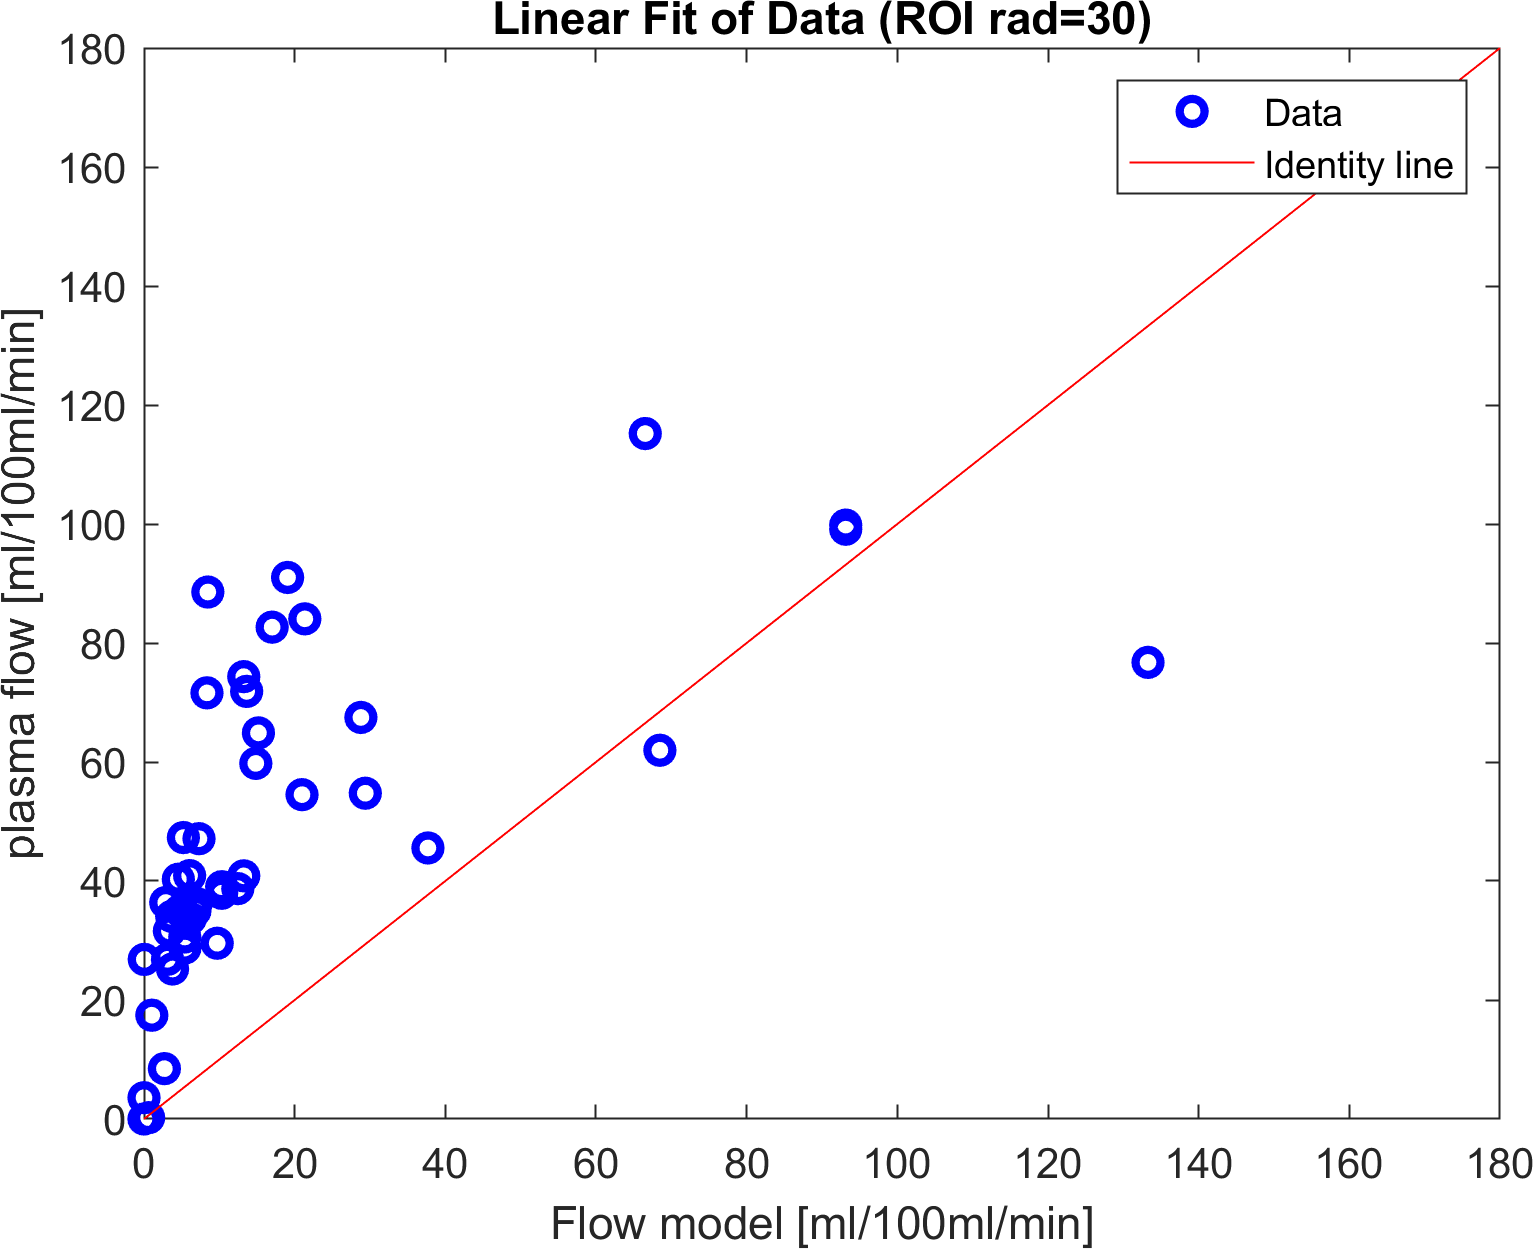 Linear Fit of Data (ROI rad=30)
180
160
140
120
100
80
60
40
20
0
plasma flow [ml/100ml/min]
Data
Identity line
0 20 40 60 80 100 120 140 160 180
Flow model [ml/100ml/min]